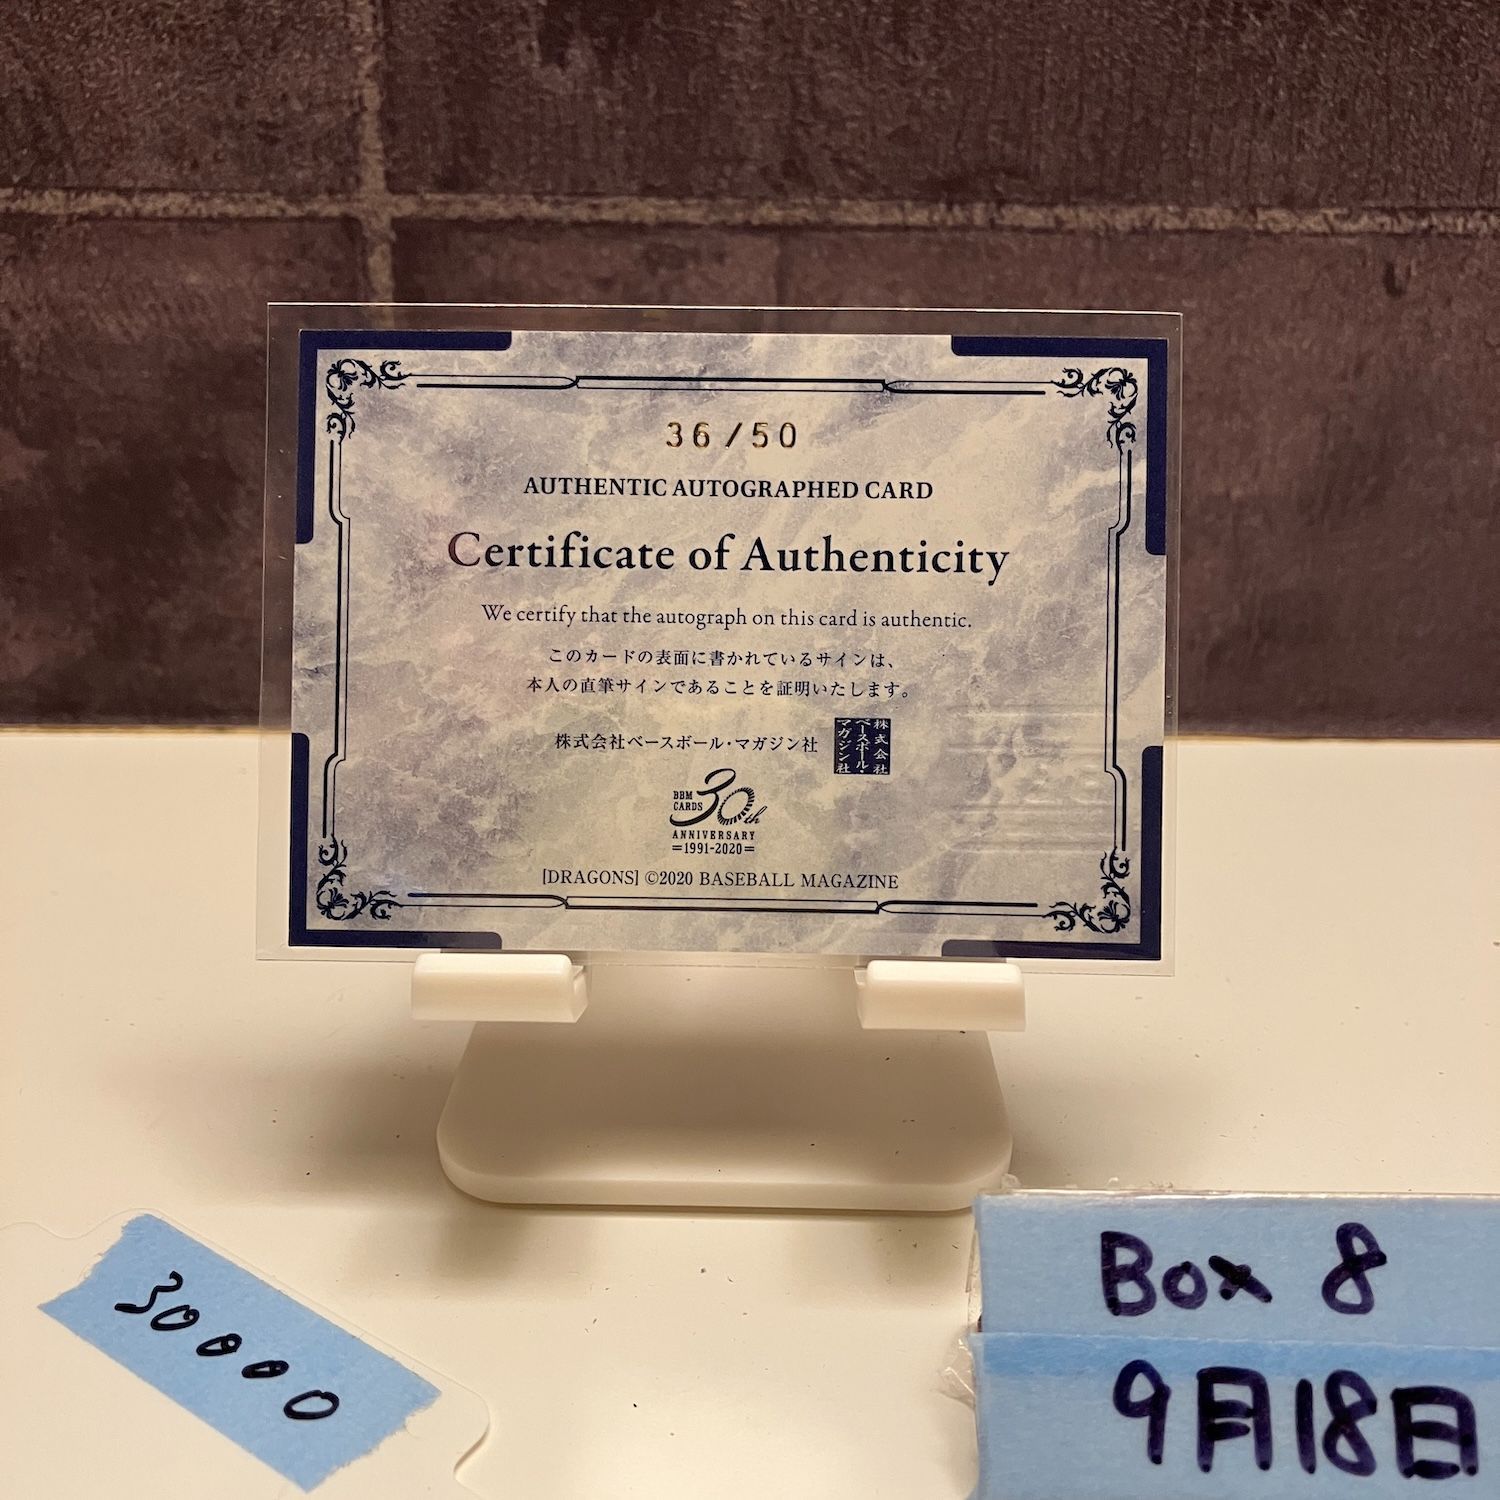 36/50
AUTHENTIC AUTOGRAPHED CARD
Certificate of Authenticity
We certify that the autograph on this card is authentic.
このカードの表面に書かれているサインは、
本人の直筆サインであることを証明いたします。
株式会社ベースボール・マガジン社
株式会社
ベースボール・
マガジン社
BBM
CARDS
30th
ANNIVERSARY
=1991-2020=
[DRAGONS] ©2020 BASEBALL MAGAZINE
30000
Box 8
9月18日